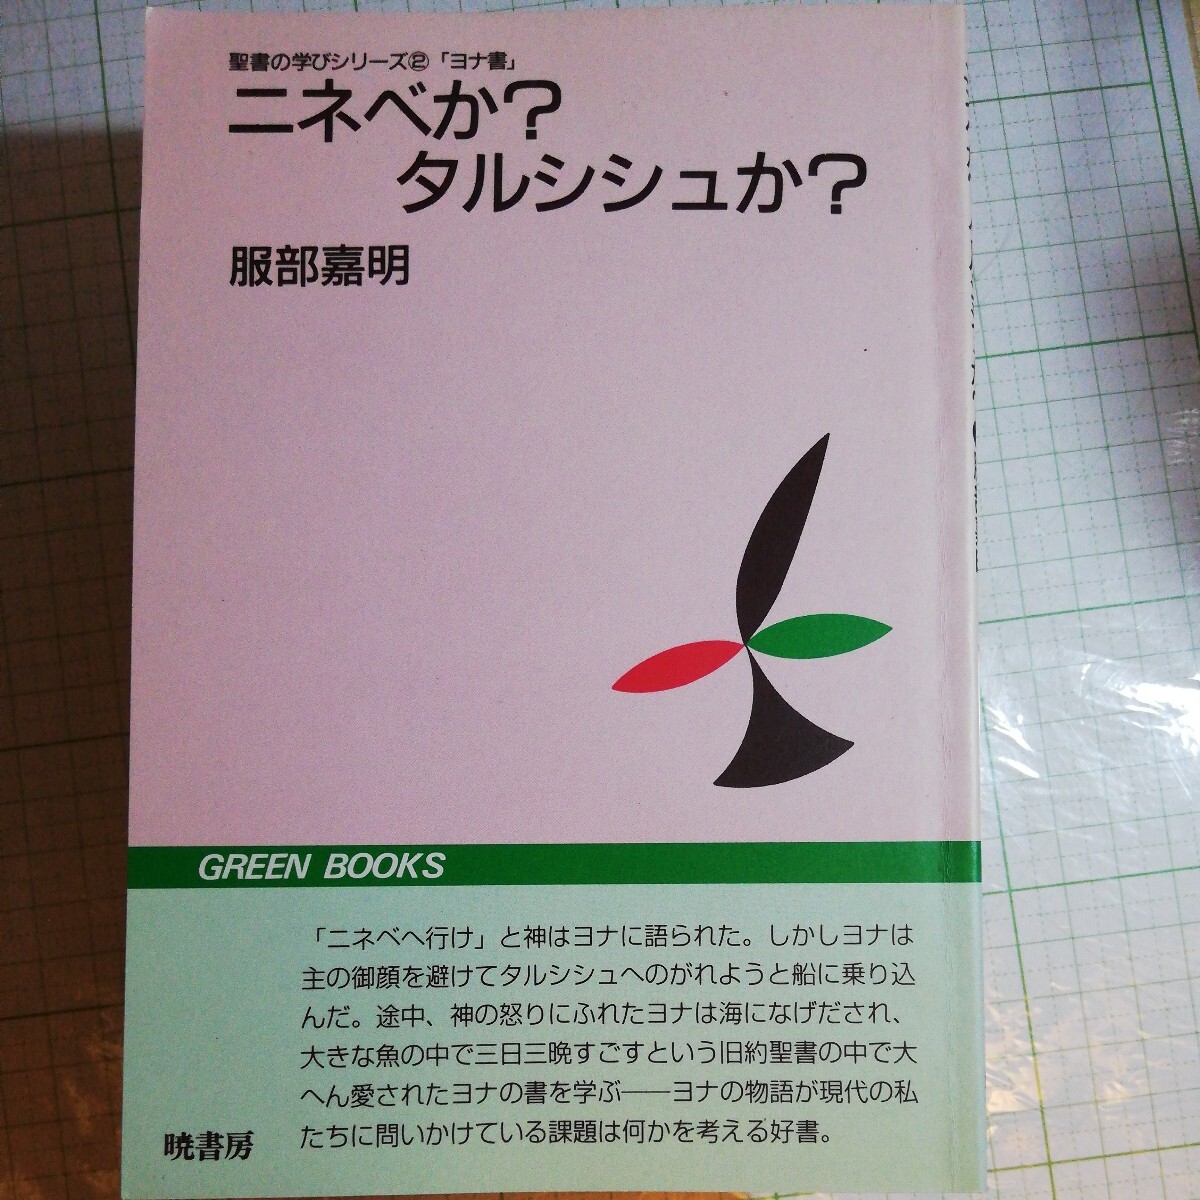 聖書の学びシリーズ②「ヨナ書」
ニネベか？
タルシシュか？
服部嘉明
GREEN BOOKS
「ニネベへ行け」と神はヨナに語られた。しかしヨナは
主の御顔を避けてタルシシュへのがれようと船に乗り込
んだ。途中、神の怒りにふれたヨナは海になげだされ、
大きな魚の中で三日三晩すごすという旧約聖書の中で大
へん愛されたヨナの書を学ぶ——ヨナの物語が現代の私
たちに問いかけている課題は何かを考える好書。
暁書房